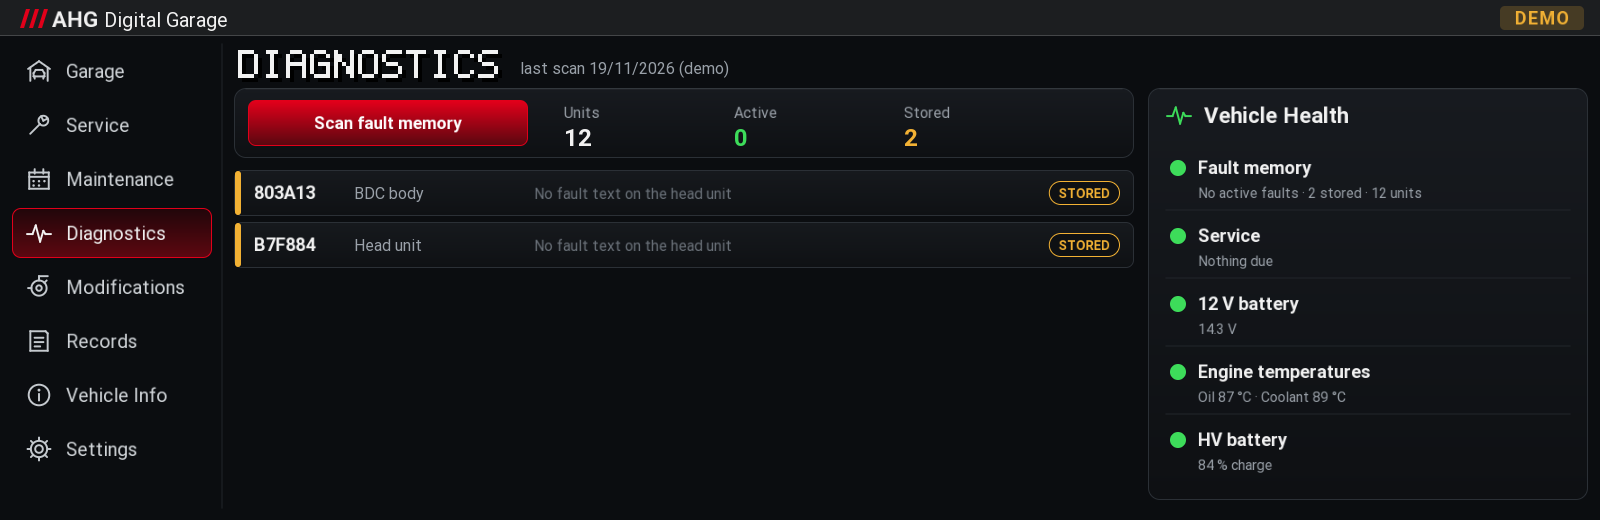 AHG Digital Garage
DEMO
Garage
Service
Maintenance
Diagnostics
Modifications
Records
Vehicle Info
Settings
DIAGNOSTICS
last scan 19/11/2026 (demo)
Scan fault memory
Units
12
Active
0
Stored
2
803A13 BDC body No fault text on the head unit STORED
B7F884 Head unit No fault text on the head unit STORED
Vehicle Health
Fault memory
No active faults · 2 stored · 12 units
Service
Nothing due
12 V battery
14.3 V
Engine temperatures
Oil 87 °C · Coolant 89 °C
HV battery
84 % charge